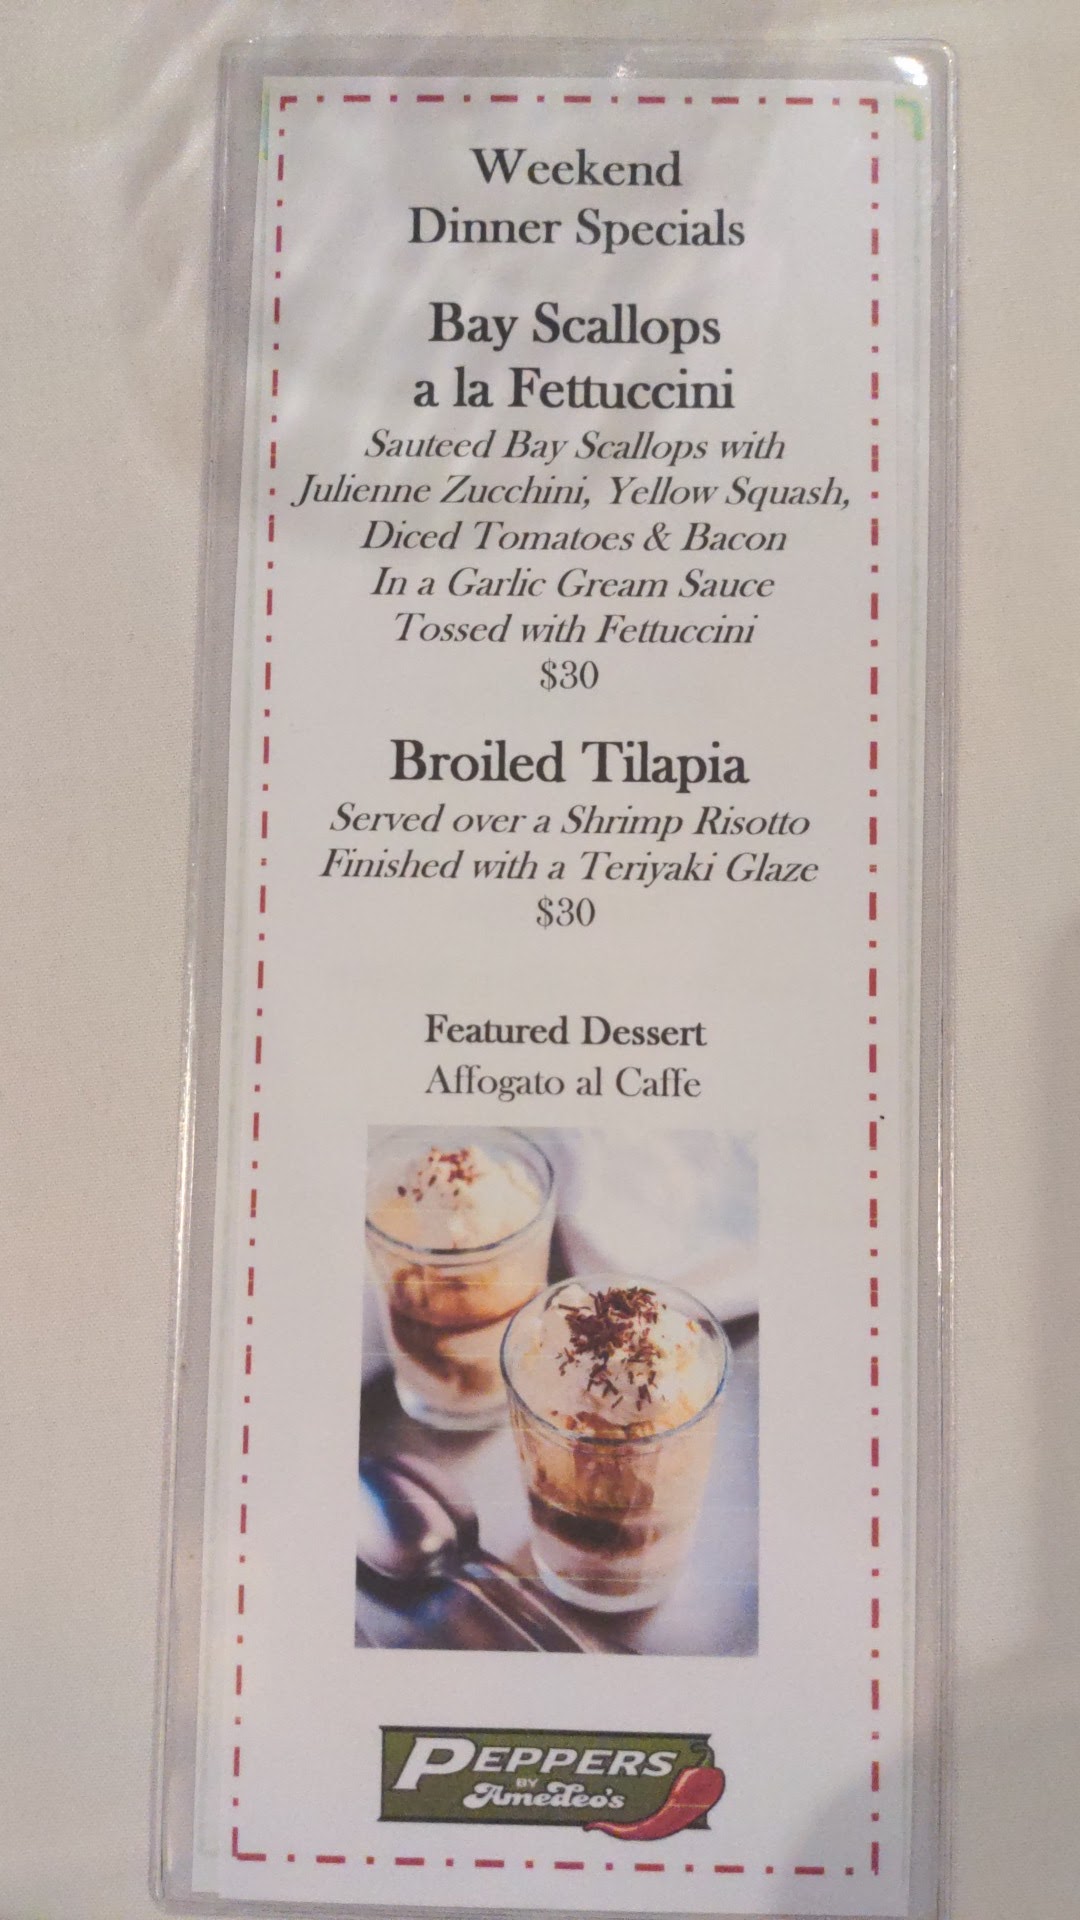 Weekend
Dinner Specials
Bay Scallops
a la Fettuccini
Sauteed Bay Scallops with
Julienne Zucchini, Yellow Squash,
Diced Tomatoes & Bacon
In a Garlic Gream Sauce
Tossed with Fettuccini
$30
Broiled Tilapia
Served over a Shrimp Risotto
Finished with a Teriyaki Glaze
$30
Featured Dessert
Affogato al Caffe
PEPPERS
BY
Amedeo's